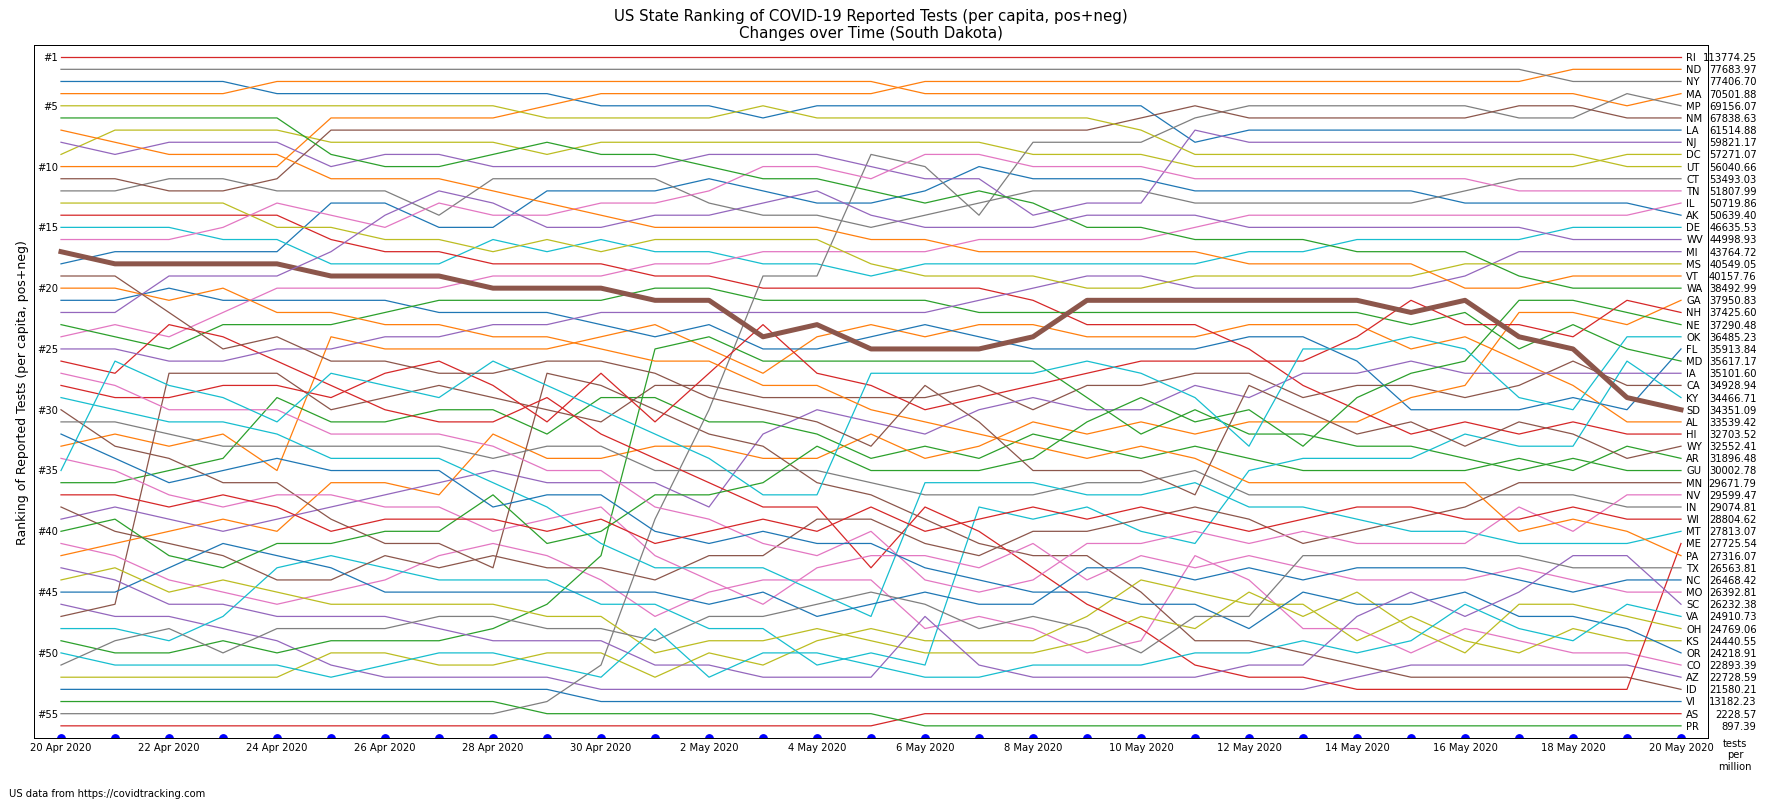 US State Ranking of COVID-19 Reported Tests (per capita, pos+neg)
Changes over Time (South Dakota)
Ranking of Reported Tests (per capita, pos+neg)
#1
#5
#10
#15
#20
#25
#30
#35
#40
#45
#50
#55
RI 113774.25
ND 77683.97
NY 77406.70
MA 70501.88
MP 69156.07
NM 67838.63
LA 61514.88
NJ 59821.17
DC 57271.07
UT 56040.66
CT 53493.03
TN 51807.99
IL 50719.86
AK 50639.40
DE 46635.53
WV 44998.93
MI 43764.72
MS 40549.05
VT 40157.76
WA 38492.99
GA 37950.83
NH 37425.60
NE 37290.48
OK 36485.23
FL 35913.84
MD 35617.17
IA 35101.60
CA 34928.94
KY 34466.71
SD 34351.09
AL 33539.42
HI 32703.52
WY 32552.41
AR 31896.48
GU 30002.78
MN 29671.79
NV 29599.47
IN 29074.81
WI 28804.62
MT 27813.07
ME 27725.54
PA 27316.07
TX 26563.81
NC 26468.42
MO 26392.81
SC 26232.38
VA 24910.73
OH 24769.06
KS 24440.55
OR 24218.91
CO 22893.39
AZ 22728.59
ID 21580.21
VI 13182.23
AS 2228.57
PR 897.39
20 Apr 2020 22 Apr 2020 24 Apr 2020 26 Apr 2020 28 Apr 2020 30 Apr 2020 2 May 2020 4 May 2020 6 May 2020 8 May 2020 10 May 2020 12 May 2020 14 May 2020 16 May 2020 18 May 2020 20 May 2020
tests
per
million
US data from https://covidtracking.com